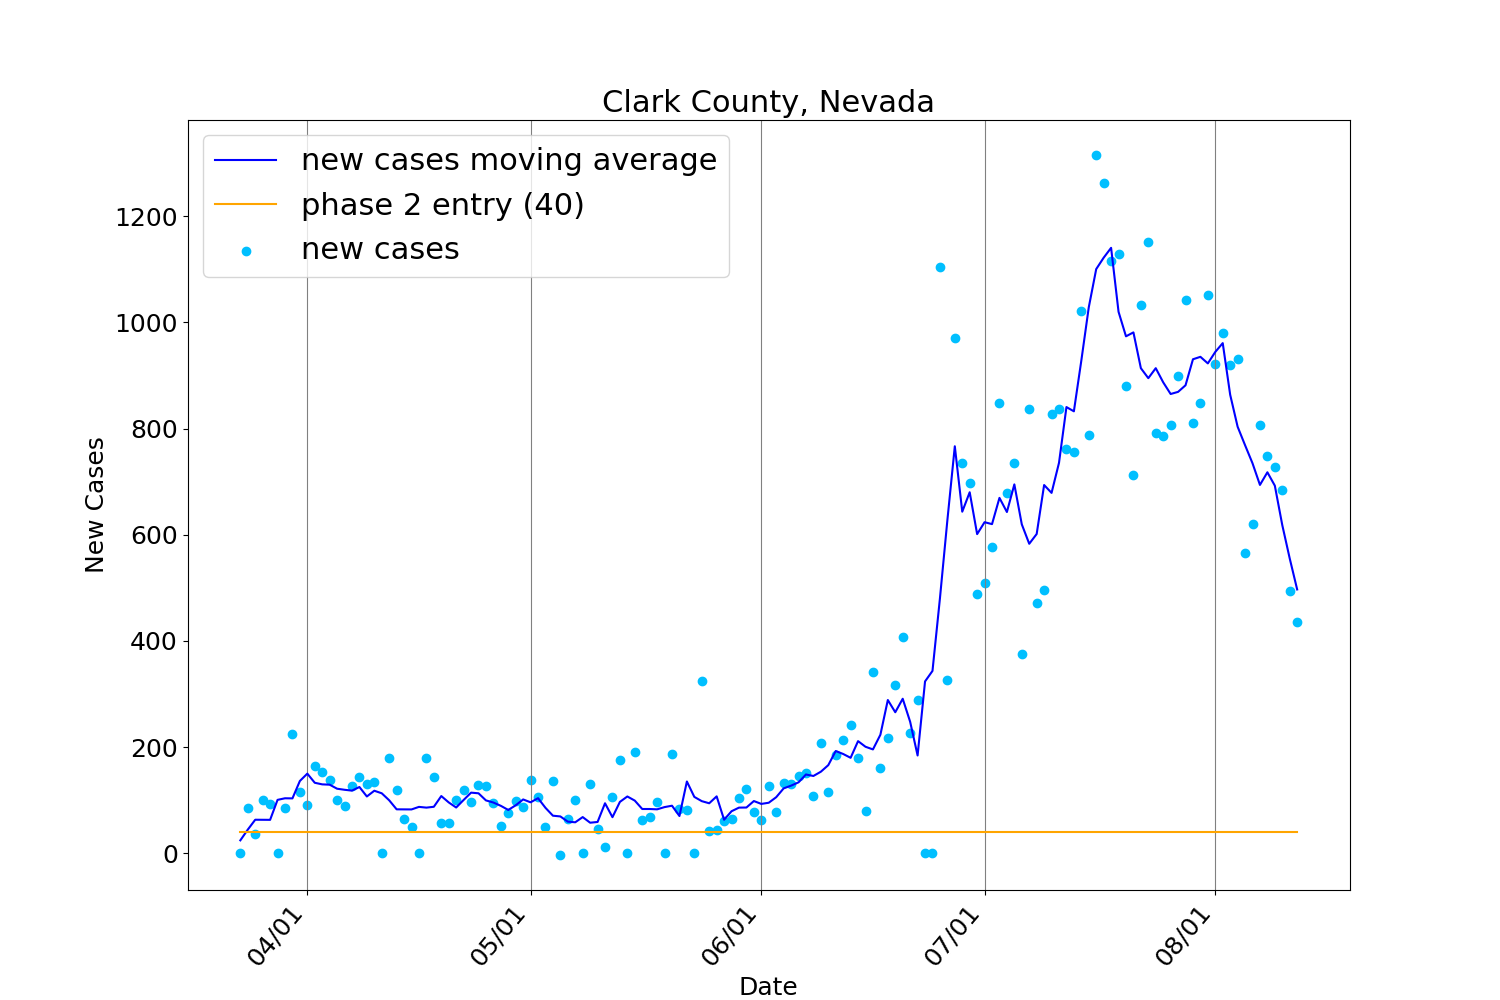 Clark County, Nevada
new cases moving average
phase 2 entry (40)
new cases
1200
1000
800
600
400
200
0
New Cases
04/01
05/01
06/01
07/01
08/01
Date